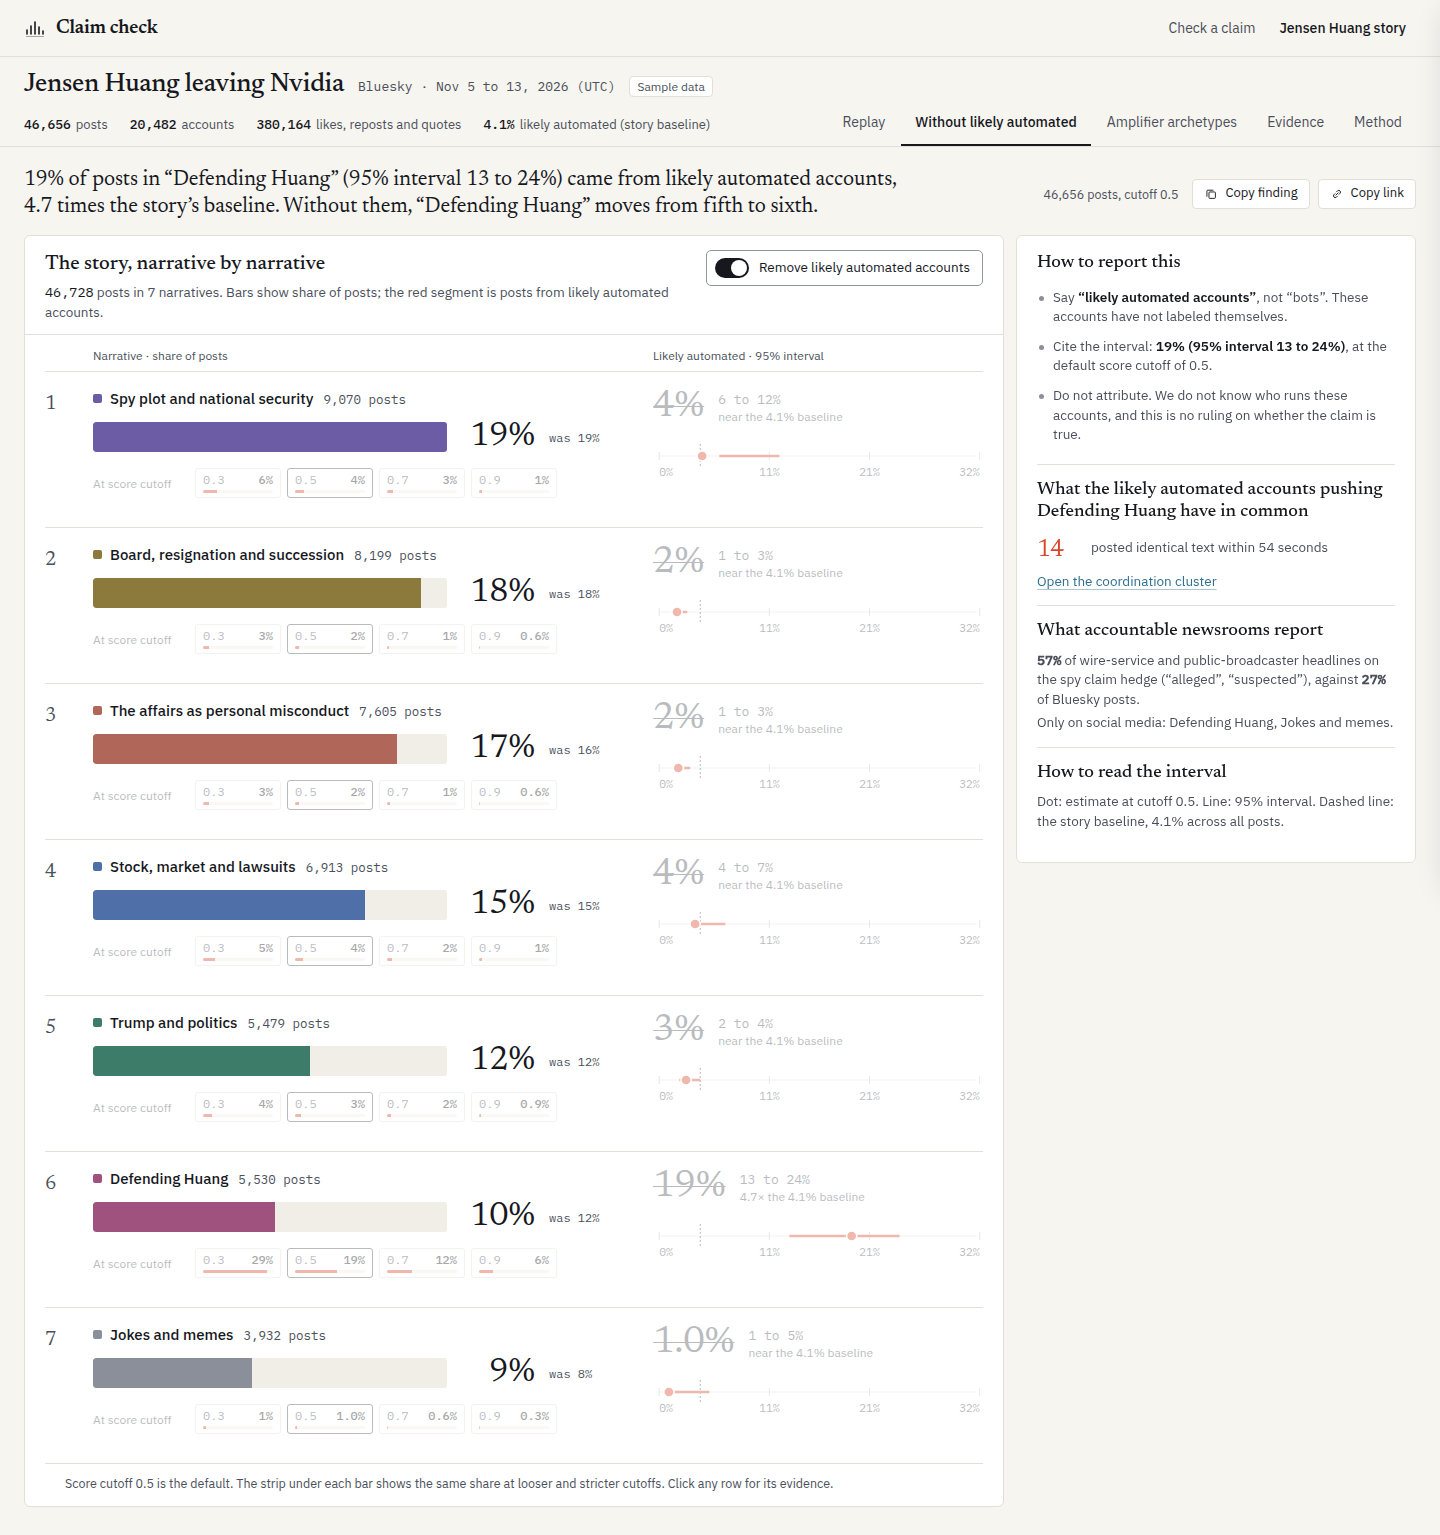 Claim check
Check a claim
Jensen Huang story
Jensen Huang leaving Nvidia
Bluesky · Nov 5 to 13, 2026 (UTC)
Sample data
46,656 posts
20,482 accounts
380,164 likes, reposts and quotes
4.1% likely automated (story baseline)
Replay
Without likely automated
Amplifier archetypes
Evidence
Method
19% of posts in “Defending Huang” (95% interval 13 to 24%) came from likely automated accounts,
4.7 times the story’s baseline. Without them, “Defending Huang” moves from fifth to sixth.
46,656 posts, cutoff 0.5
Copy finding
Copy link
The story, narrative by narrative
46,728 posts in 7 narratives. Bars show share of posts; the red segment is posts from likely automated
accounts.
Remove likely automated accounts
Narrative · share of posts
Likely automated · 95% interval
1
Spy plot and national security 9,070 posts
19% was 19%
At score cutoff 0.3 6% 0.5 4% 0.7 3% 0.9 1%
4% 6 to 12%
near the 4.1% baseline
0% 11% 21% 32%
2
Board, resignation and succession 8,199 posts
18% was 18%
At score cutoff 0.3 3% 0.5 2% 0.7 1% 0.9 0.6%
2% 1 to 3%
near the 4.1% baseline
0% 11% 21% 32%
3
The affairs as personal misconduct 7,605 posts
17% was 16%
At score cutoff 0.3 3% 0.5 2% 0.7 1% 0.9 0.6%
2% 1 to 3%
near the 4.1% baseline
0% 11% 21% 32%
4
Stock, market and lawsuits 6,913 posts
15% was 15%
At score cutoff 0.3 5% 0.5 4% 0.7 2% 0.9 1%
4% 4 to 7%
near the 4.1% baseline
0% 11% 21% 32%
5
Trump and politics 5,479 posts
12% was 12%
At score cutoff 0.3 4% 0.5 3% 0.7 2% 0.9 0.9%
3% 2 to 4%
near the 4.1% baseline
0% 11% 21% 32%
6
Defending Huang 5,530 posts
10% was 12%
At score cutoff 0.3 29% 0.5 19% 0.7 12% 0.9 6%
19% 13 to 24%
4.7× the 4.1% baseline
0% 11% 21% 32%
7
Jokes and memes 3,932 posts
9% was 8%
At score cutoff 0.3 1% 0.5 1.0% 0.7 0.6% 0.9 0.3%
1.0% 1 to 5%
near the 4.1% baseline
0% 11% 21% 32%
Score cutoff 0.5 is the default. The strip under each bar shows the same share at looser and stricter cutoffs. Click any row for its evidence.
How to report this
Say “likely automated accounts”, not “bots”. These
accounts have not labeled themselves.
Cite the interval: 19% (95% interval 13 to 24%), at the
default score cutoff of 0.5.
Do not attribute. We do not know who runs these
accounts, and this is no ruling on whether the claim is
true.
What the likely automated accounts pushing
Defending Huang have in common
14 posted identical text within 54 seconds
Open the coordination cluster
What accountable newsrooms report
57% of wire-service and public-broadcaster headlines on
the spy claim hedge (“alleged”, “suspected”), against 27%
of Bluesky posts.
Only on social media: Defending Huang, Jokes and memes.
How to read the interval
Dot: estimate at cutoff 0.5. Line: 95% interval. Dashed line:
the story baseline, 4.1% across all posts.